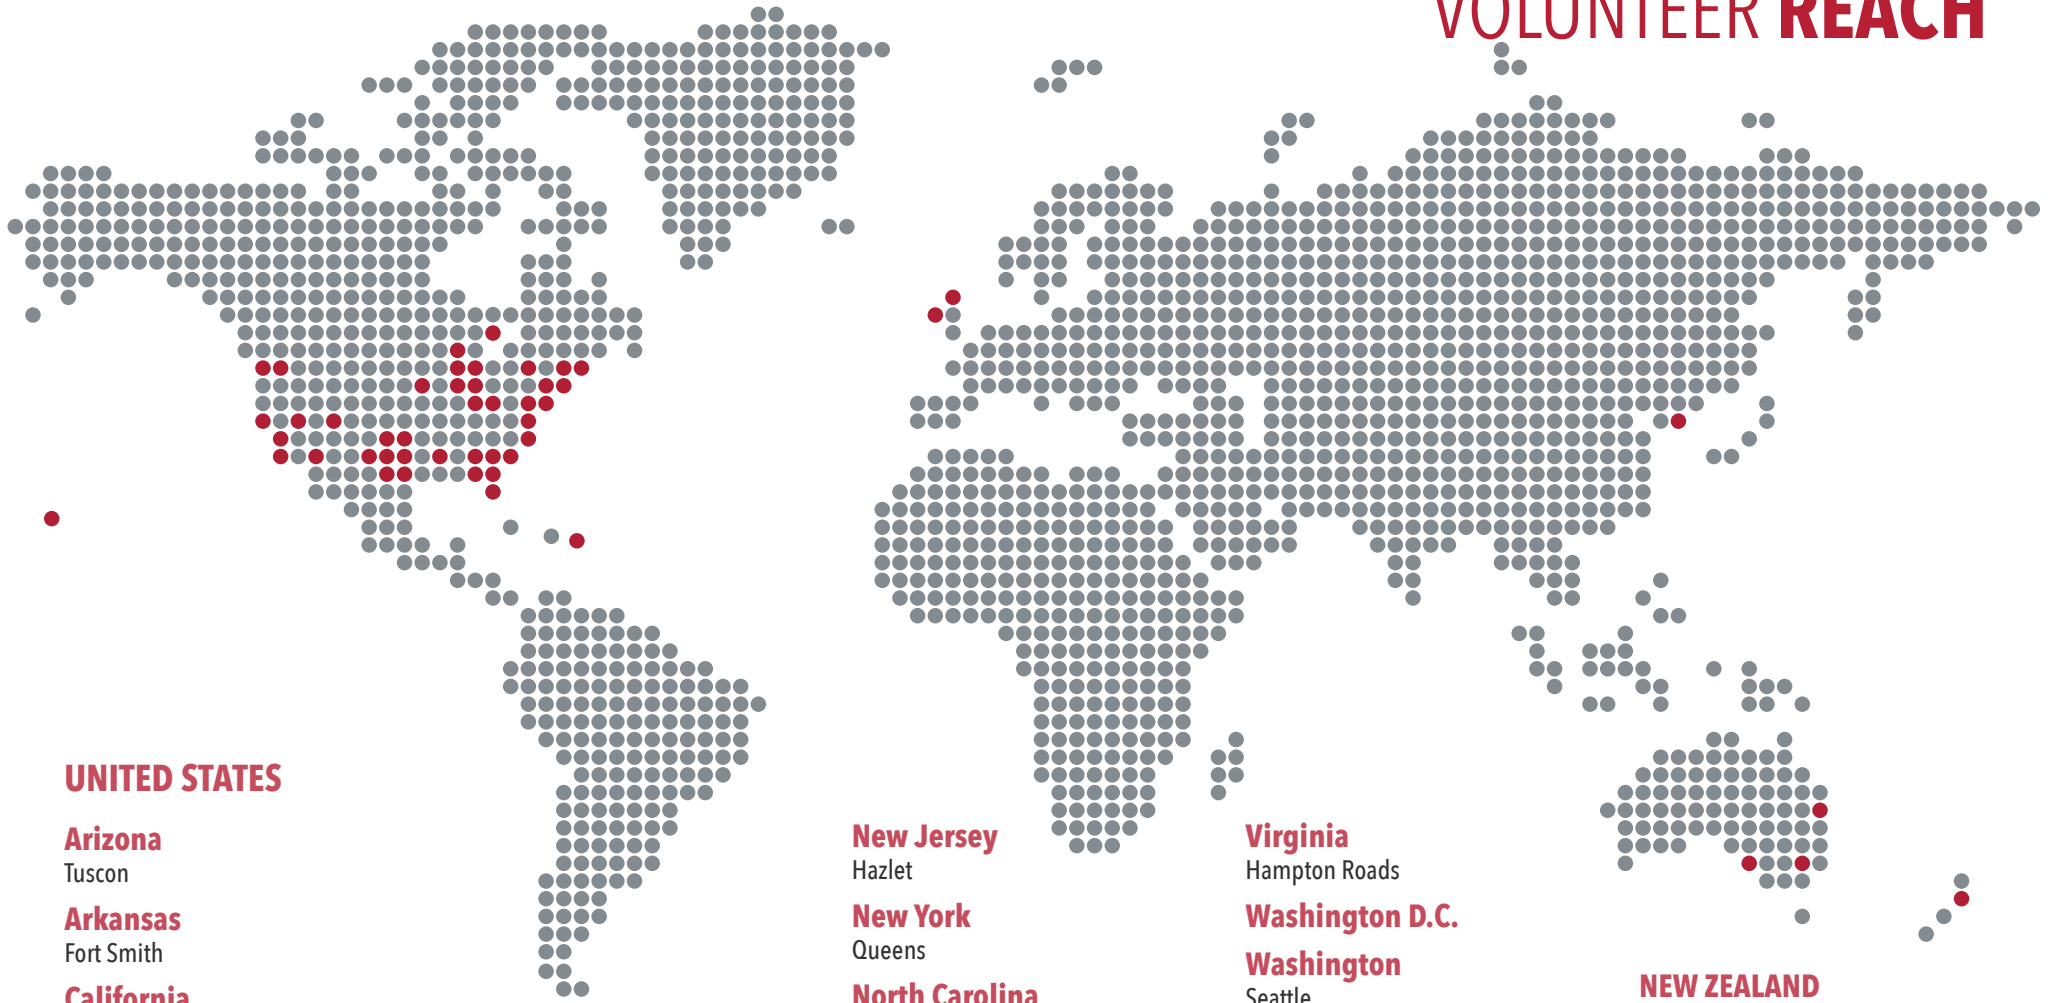 VOLUNTEER REACH
UNITED STATES
Arizona
Tuscon
Arkansas
Fort Smith
California
New Jersey
Hazlet
New York
Queens
North Carolina
Virginia
Hampton Roads
Washington D.C.
Washington
Seattle
NEW ZEALAND